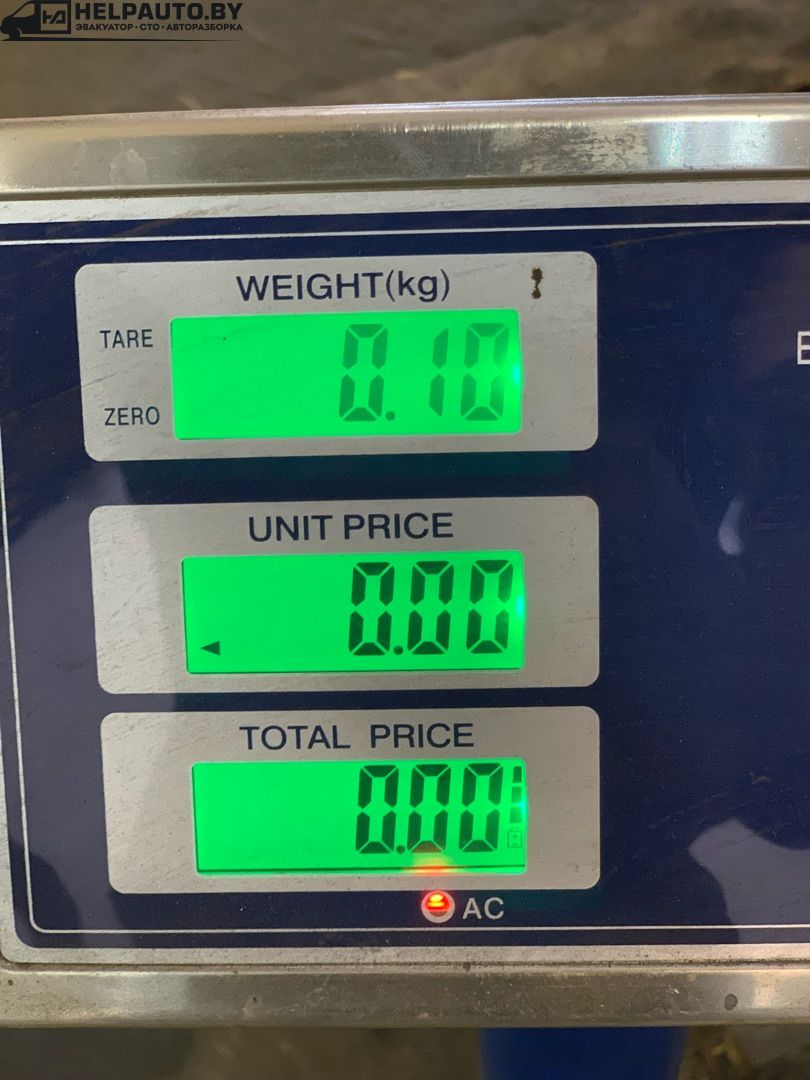 HELPAUTO.BY
ЭВАКУАТОР•СТО•АВТОРАЗБОРКА
WEIGHT(kg)
TARE
0.10
ZERO
UNIT PRICE
0.00
TOTAL PRICE
0.00
AC